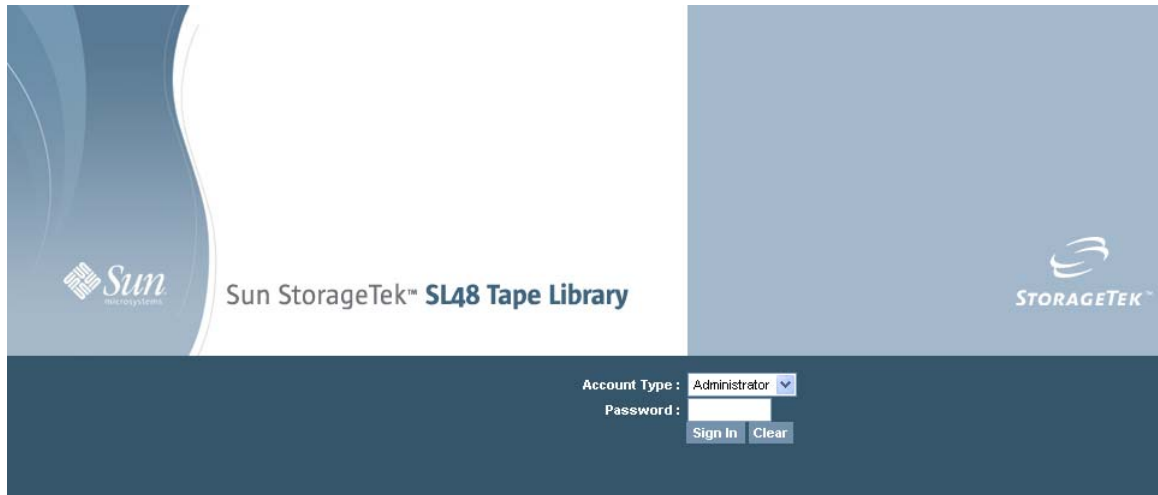 Sun
microsystems
Sun StorageTek™ SL48 Tape Library
STORAGETEK™
Account Type : Administrator
Password :
Sign In Clear